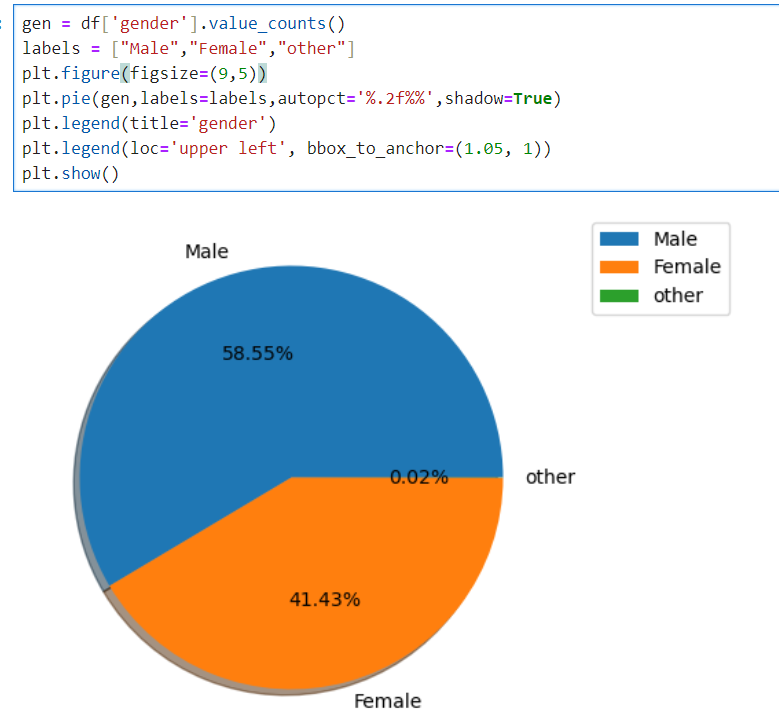 gen = df['gender'].value_counts()
labels = ["Male","Female","other"]
plt.figure(figsize=(9,5))
plt.pie(gen,labels=labels,autopct='%.2f%%',shadow=True)
plt.legend(title='gender')
plt.legend(loc='upper left', bbox_to_anchor=(1.05, 1))
plt.show()
Male
Female
other
Male
58.55%
0.02%
other
41.43%
Female